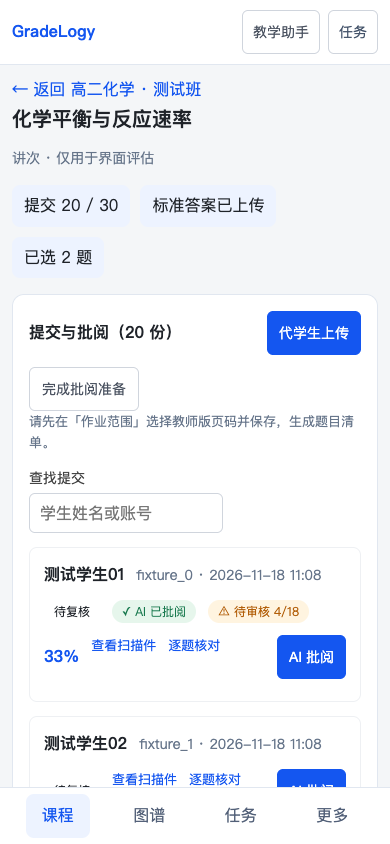 GradeLogy
教学助手
任务
← 返回 高二化学 · 测试班
化学平衡与反应速率
讲次 · 仅用于界面评估
提交 20 / 30
标准答案已上传
已选 2 题
提交与批阅（20 份）
代学生上传
完成批阅准备
请先在「作业范围」选择教师版页码并保存，生成题目清
单。
查找提交
学生姓名或账号
测试学生01 fixture_0 · 2026-11-18 11:08
待复核 ✓ AI 已批阅 ⚠ 待审核 4/18
33% 查看扫描件 逐题核对 AI 批阅
测试学生02 fixture_1 · 2026-11-18 11:08
查看扫描件 逐题核对
课程
图谱
任务
更多